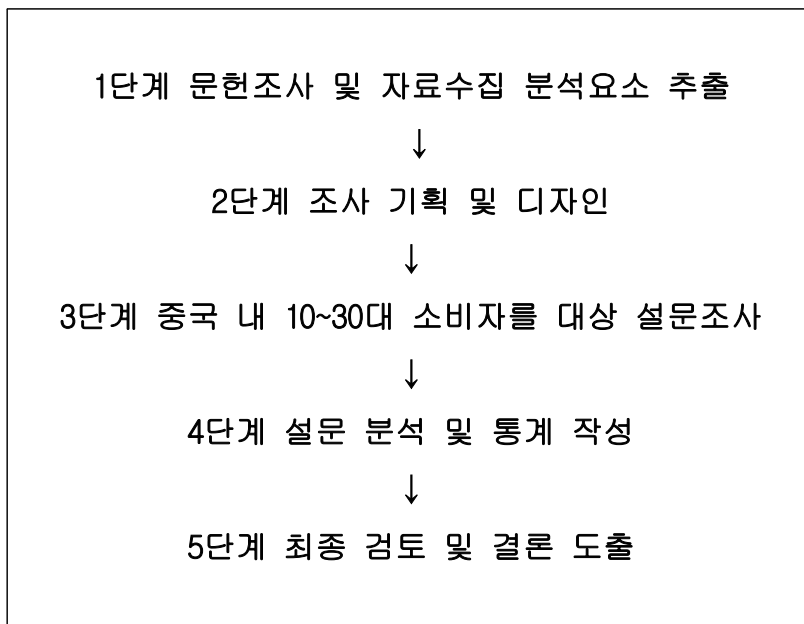 1단계 문헌조사 및 자료수집 분석요소 추출
↓
2단계 조사 기획 및 디자인
↓
3단계 중국 내 10~30대 소비자를 대상 설문조사
↓
4단계 설문 분석 및 통계 작성
↓
5단계 최종 검토 및 결론 도출